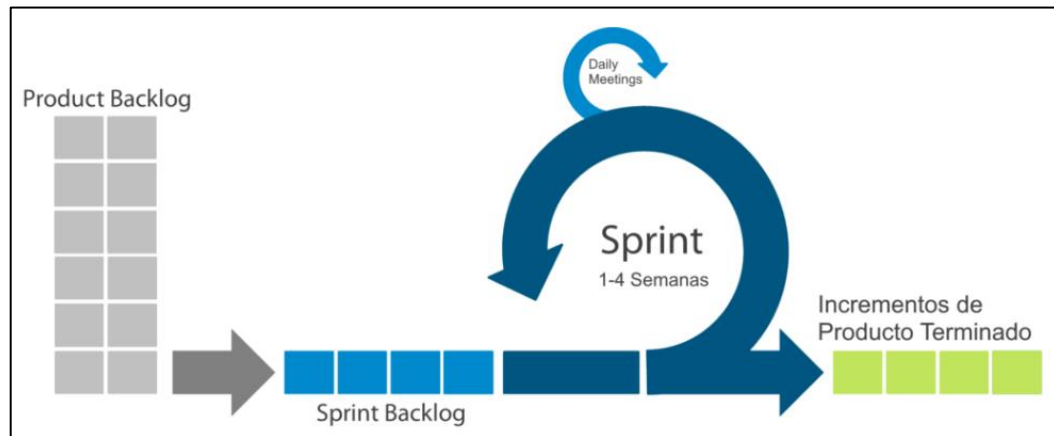 Daily
Meetings
Product Backlog
Sprint
1-4 Semanas
Incrementos de
Producto Terminado
Sprint Backlog